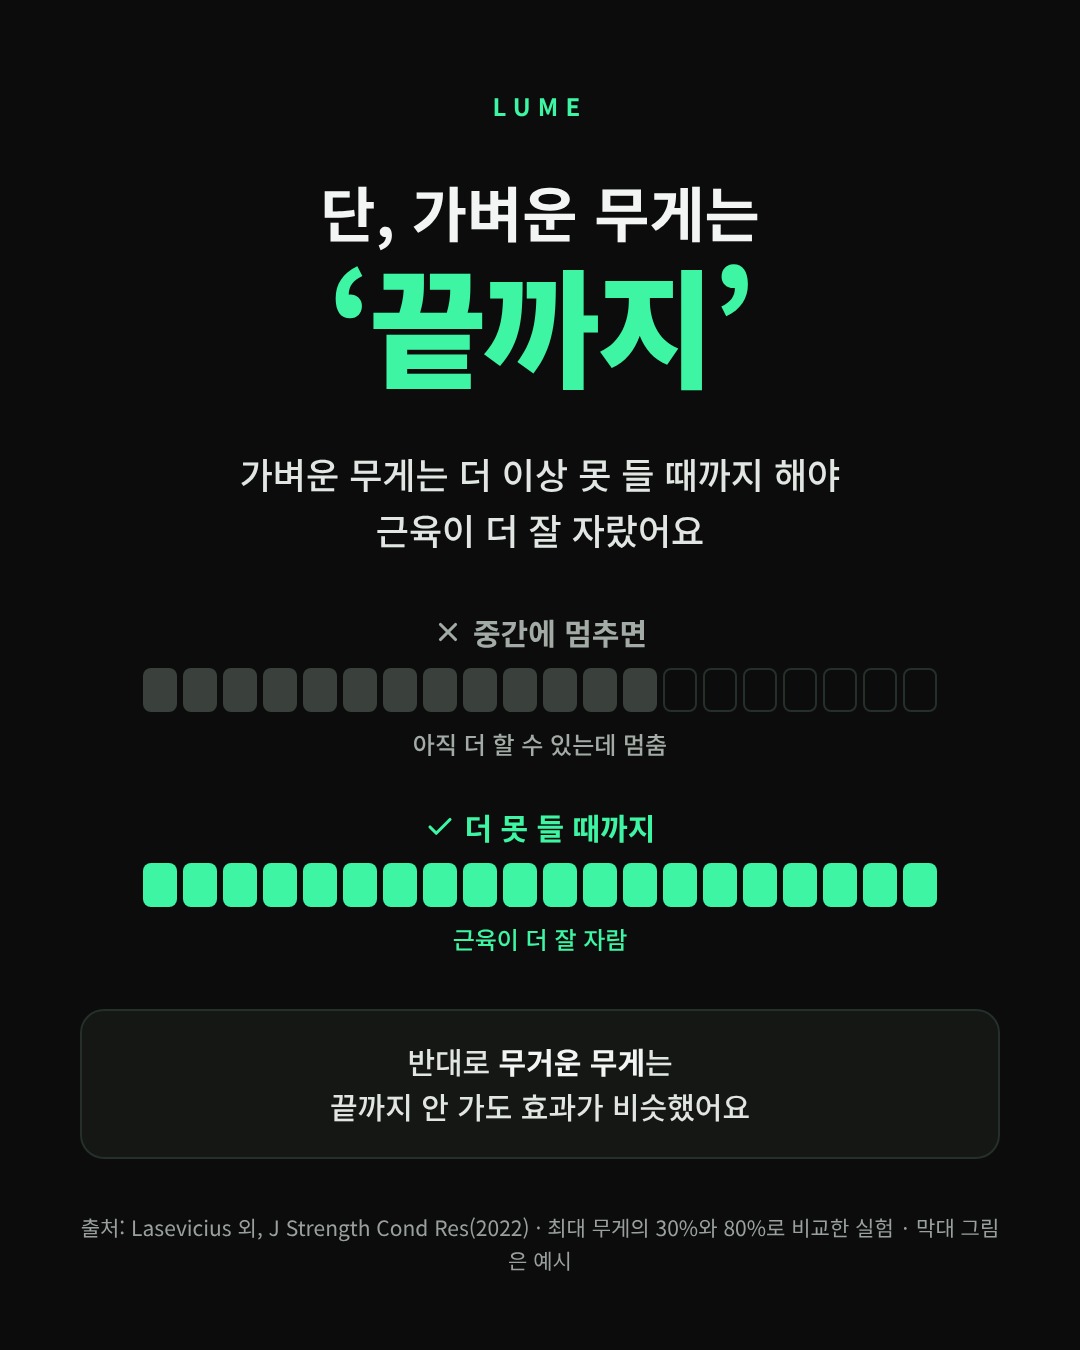 LUME
단, 가벼운 무게는
‘끝까지’
가벼운 무게는 더 이상 못 들 때까지 해야
근육이 더 잘 자랐어요
✕ 중간에 멈추면
아직 더 할 수 있는데 멈춤
✓ 더 못 들 때까지
근육이 더 잘 자람
반대로 무거운 무게는
끝까지 안 가도 효과가 비슷했어요
출처: Lasevicius 외, J Strength Cond Res(2022) · 최대 무게의 30%와 80%로 비교한 실험 · 막대 그림
은 예시